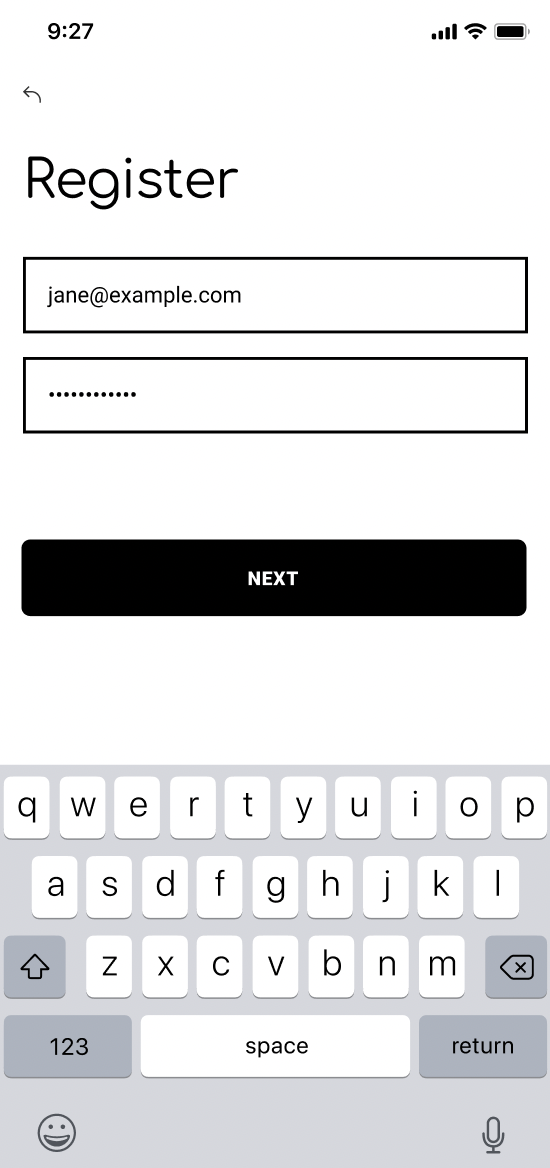 9:27
Register
jane@example.com
••••••••••••
NEXT
q w e r t y u i o p
a s d f g h j k l
z x c v b n m
123 space return